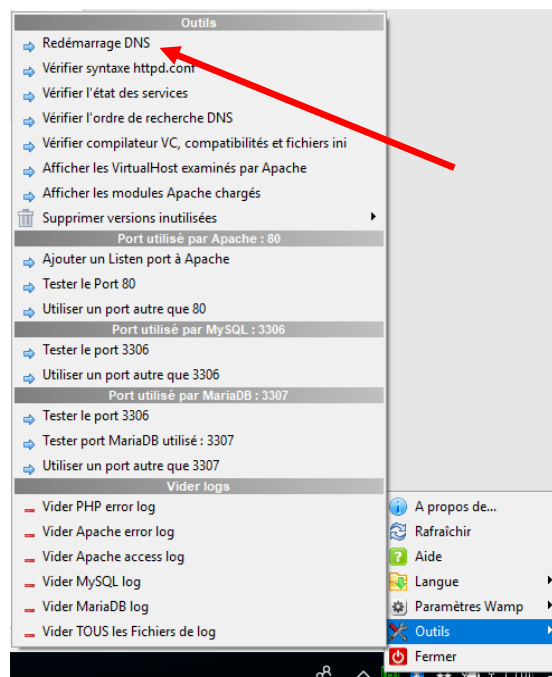 Outils
Redémarrage DNS
Vérifier syntaxe httpd.conf
Vérifier l'état des services
Vérifier l'ordre de recherche DNS
Vérifier compilateur VC, compatibilités et fichiers ini
Afficher les VirtualHost examinés par Apache
Afficher les modules Apache chargés
Supprimer versions inutilisées
Port utilisé par Apache : 80
Ajouter un Listen port à Apache
Tester le Port 80
Utiliser un port autre que 80
Port utilisé par MySQL : 3306
Tester le port 3306
Utiliser un port autre que 3306
Port utilisé par MariaDB : 3307
Tester le port 3306
Tester port MariaDB utilisé : 3307
Utiliser un port autre que 3307
Vider logs
Vider PHP error log
Vider Apache error log
Vider Apache access log
Vider MySQL log
Vider MariaDB log
Vider TOUS les Fichiers de log
A propos de...
Rafraîchir
Aide
Langue
Paramètres Wamp
Outils
Fermer